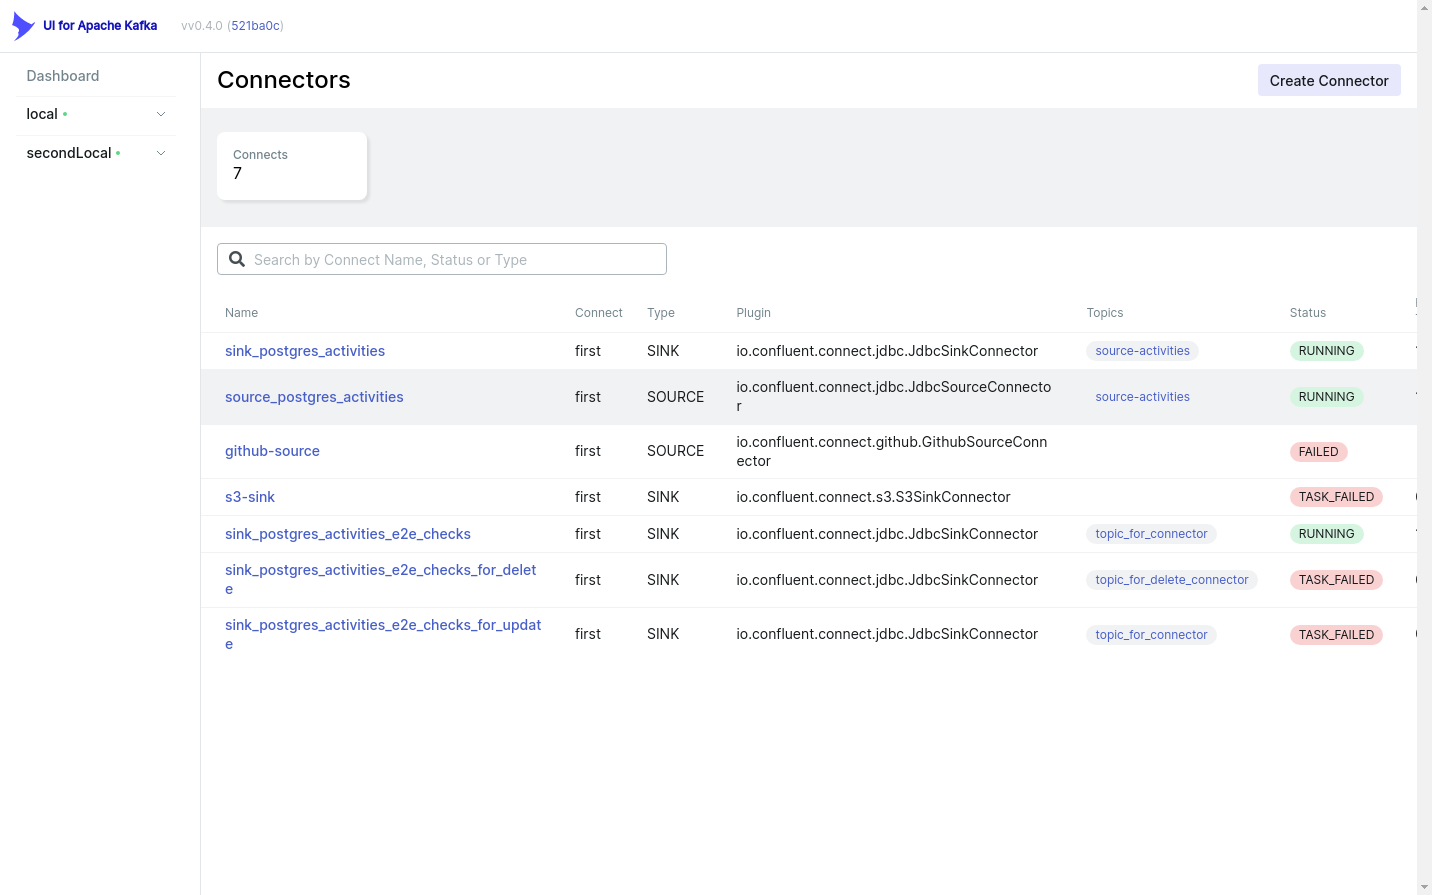 UI for Apache Kafka vv0.4.0 (521ba0c)
Dashboard
local
secondLocal
Connectors
Create Connector
Connects
7
Search by Connect Name, Status or Type
Name Connect Type Plugin Topics Status
sink_postgres_activities first SINK io.confluent.connect.jdbc.JdbcSinkConnector source-activities RUNNING
source_postgres_activities first SOURCE io.confluent.connect.jdbc.JdbcSourceConnecto source-activities RUNNING
r
github-source first SOURCE io.confluent.connect.github.GithubSourceConn FAILED
ector
s3-sink first SINK io.confluent.connect.s3.S3SinkConnector TASK_FAILED
sink_postgres_activities_e2e_checks first SINK io.confluent.connect.jdbc.JdbcSinkConnector topic_for_connector RUNNING
sink_postgres_activities_e2e_checks_for_delet first SINK io.confluent.connect.jdbc.JdbcSinkConnector topic_for_delete_connector TASK_FAILED
e
sink_postgres_activities_e2e_checks_for_updat first SINK io.confluent.connect.jdbc.JdbcSinkConnector topic_for_connector TASK_FAILED
e